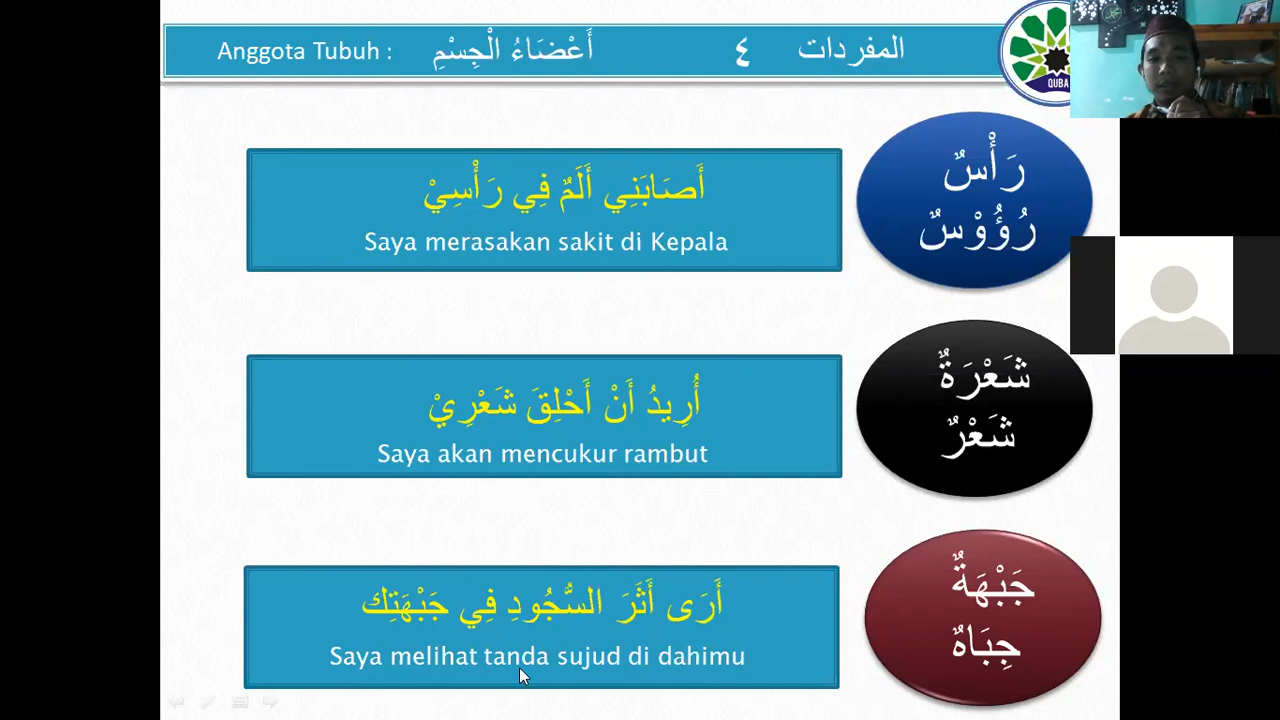 المفردات ٤ أَعْضَاءُ الْجِسْمِ Anggota Tubuh :
QUBA
رَأْسٌ
رُؤُوْسٌ
أَصَابَنِي أَلَمٌ فِي رَأْسِيْ
Saya merasakan sakit di Kepala
شَعْرَةٌ
شَعْرٌ
أُرِيدُ أَنْ أَحْلِقَ شَعْرِيْ
Saya akan mencukur rambut
جَبْهَةٌ
جِبَاهٌ
أَرَى أَثَرَ السُّجُودِ فِي جَبْهَتِك
Saya melihat tanda sujud di dahimu